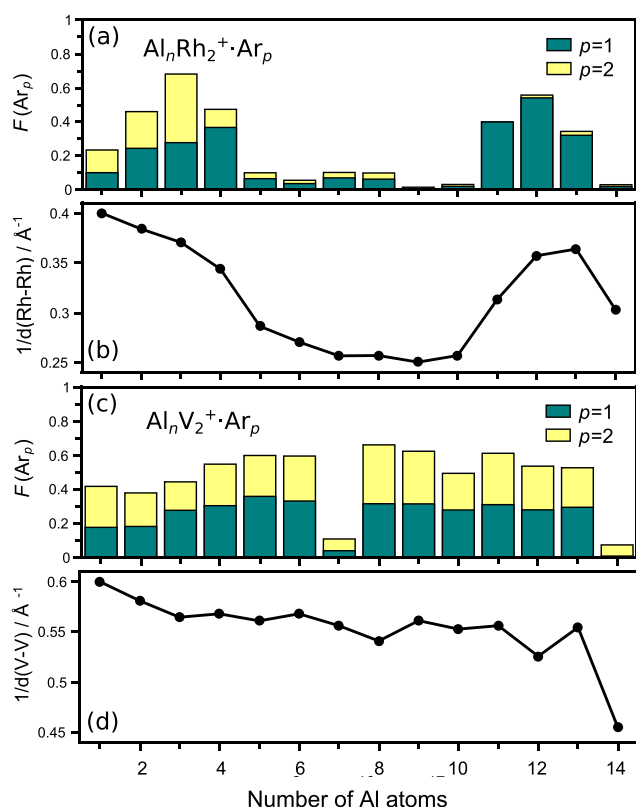 (a)
AlₙRh₂⁺·Arₚ
p=1
p=2
F (Arₚ)
1
0.8
0.6
0.4
0.2
0
(b)
1/d(Rh-Rh) / Å⁻¹
0.4
0.35
0.3
0.25
(c)
AlₙV₂⁺·Arₚ
p=1
p=2
F (Arₚ)
1
0.8
0.6
0.4
0.2
0
(d)
1/d(V-V) / Å⁻¹
0.6
0.55
0.5
0.45
2 4 6 8 10 12 14
Number of Al atoms